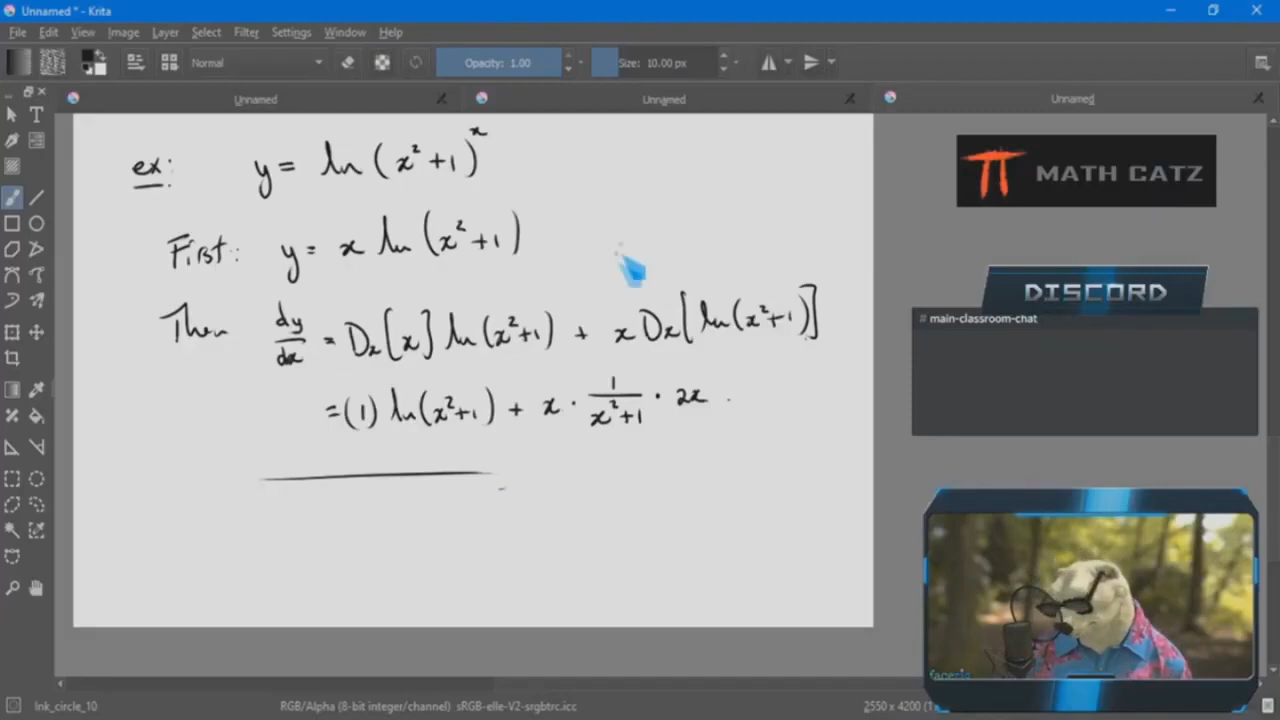 Unnamed * - Krita
File Edit View Image Layer Select Filter Settings Window Help
Normal Opacity: 1.00 Size: 10.00 px
Unnamed Unnamed Unnamed
ex: y = ln (x²+1)^x
First: y = x ln (x²+1)
Then dy/dx = Dx[x] ln(x²+1) + x Dx[ln(x²+1)]
= (1) ln(x²+1) + x · 1/(x²+1) · 2x
MATH CATZ
DISCORD
# main-classroom-chat
facerig
lnk_circle_10 RGB/Alpha (8-bit integer/channel) sRGB-elle-V2-srgbtrc.icc 2550 x 4200 (1